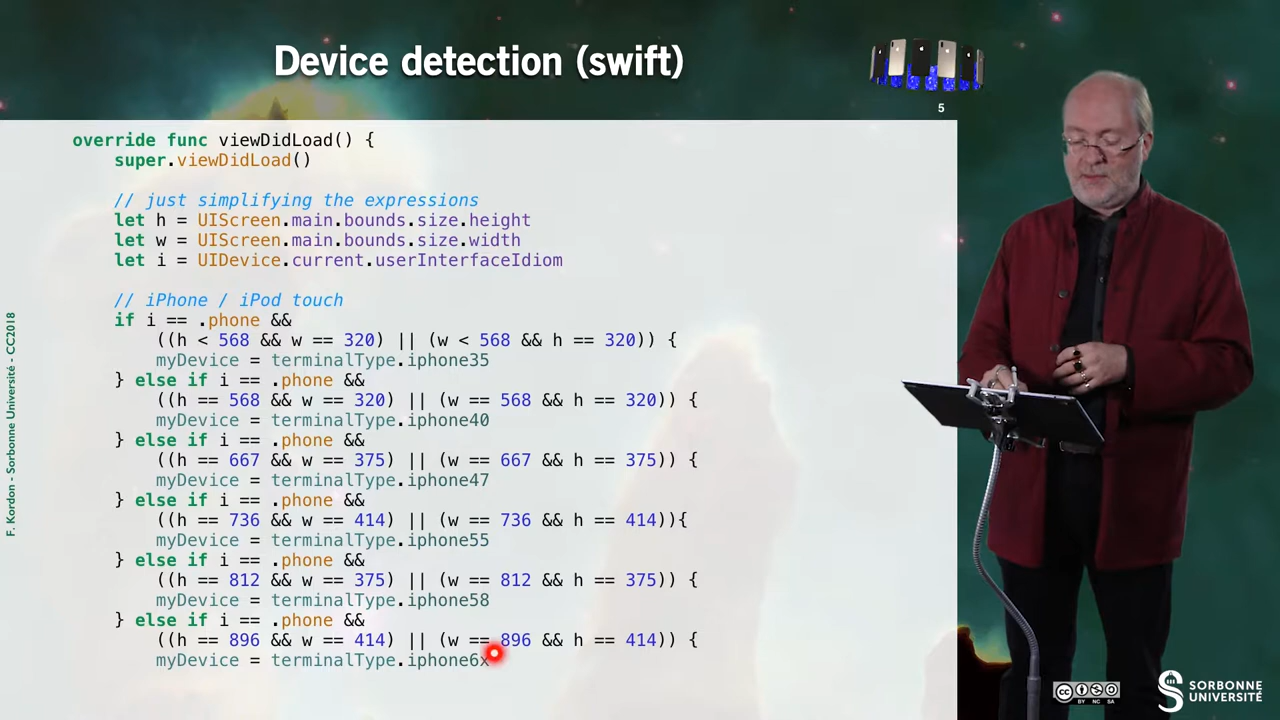 Device detection (swift)
5
override func viewDidLoad() {
super.viewDidLoad()
// just simplifying the expressions
let h = UIScreen.main.bounds.size.height
let w = UIScreen.main.bounds.size.width
let i = UIDevice.current.userInterfaceIdiom
// iPhone / iPod touch
if i == .phone &&
((h < 568 && w == 320) || (w < 568 && h == 320)) {
myDevice = terminalType.iphone35
} else if i == .phone &&
((h == 568 && w == 320) || (w == 568 && h == 320)) {
myDevice = terminalType.iphone40
} else if i == .phone &&
((h == 667 && w == 375) || (w == 667 && h == 375)) {
myDevice = terminalType.iphone47
} else if i == .phone &&
((h == 736 && w == 414) || (w == 736 && h == 414)){
myDevice = terminalType.iphone55
} else if i == .phone &&
((h == 812 && w == 375) || (w == 812 && h == 375)) {
myDevice = terminalType.iphone58
} else if i == .phone &&
((h == 896 && w == 414) || (w == 896 && h == 414)) {
myDevice = terminalType.iphone6x
F. Kordon - Sorbonne Université - CC2018
CC BY NC SA
SORBONNE
UNIVERSITÉ